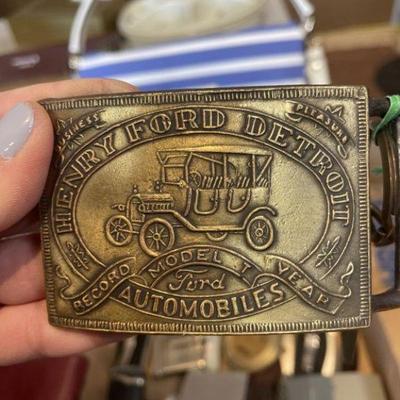 BUSINESS
PLEASURE
HENRY FORD DETROIT
MODEL T
RECORD YEAR
Ford
AUTOMOBILES